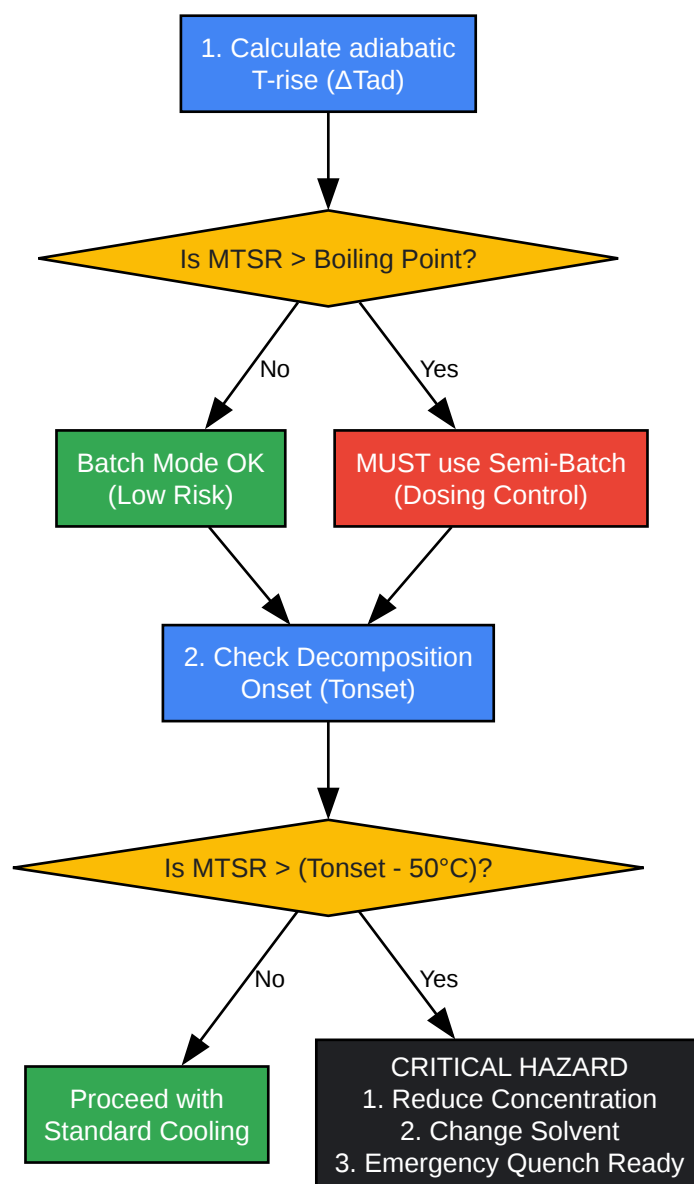 1. Calculate adiabatic
T-rise (ΔTad)
Is MTSR > Boiling Point?
No
Yes
Batch Mode OK
(Low Risk)
MUST use Semi-Batch
(Dosing Control)
2. Check Decomposition
Onset (Tonset)
Is MTSR > (Tonset - 50°C)?
No
Yes
Proceed with
Standard Cooling
CRITICAL HAZARD
1. Reduce Concentration
2. Change Solvent
3. Emergency Quench Ready